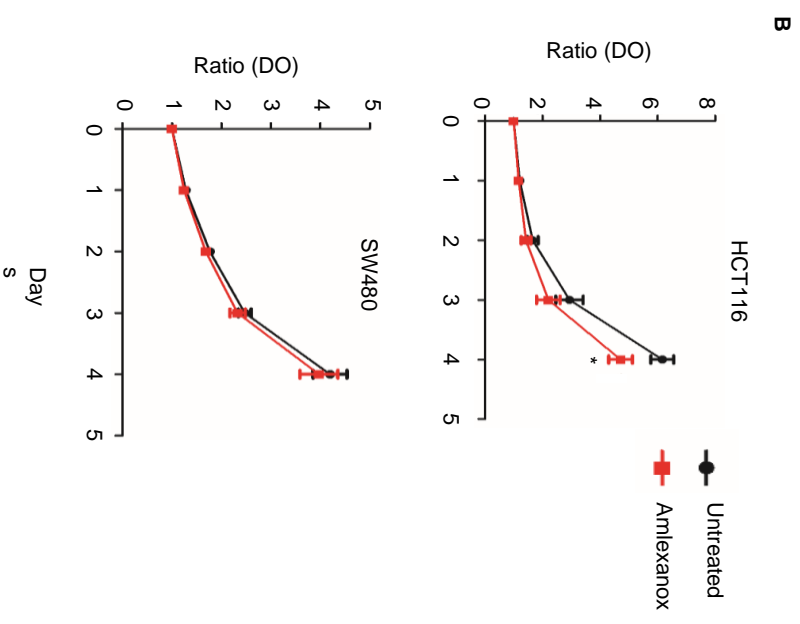 B
HCT116
Ratio (DO)
8
6
4
2
0
0 1 2 3 4 5
*
Untreated
Amlexanox
SW480
Ratio (DO)
5
4
3
2
1
0
0 1 2 3 4 5
Day
s